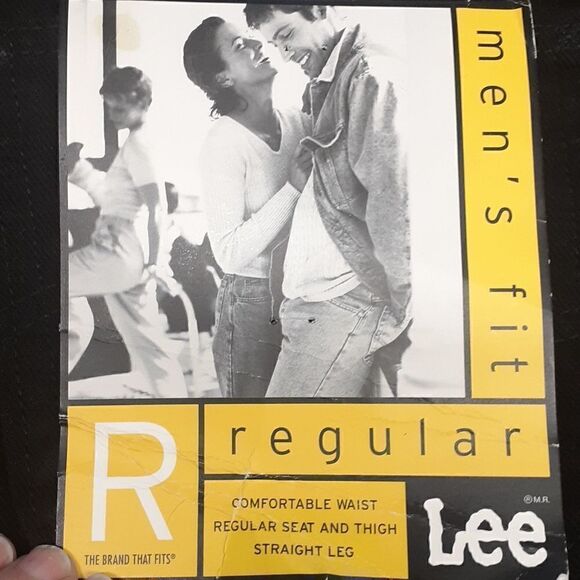 men's fit
R
THE BRAND THAT FITS®
regular
COMFORTABLE WAIST
REGULAR SEAT AND THIGH
STRAIGHT LEG
® M.R.
Lee